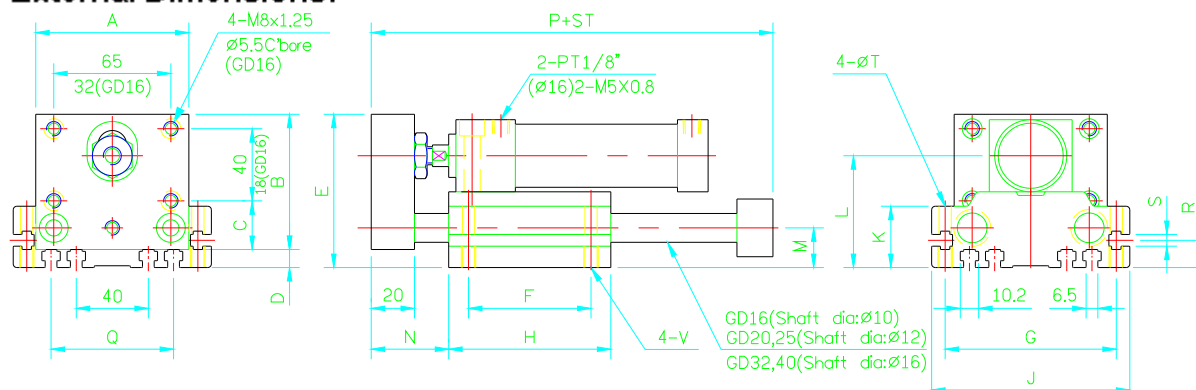 A
4-M8x1.25
Ø5.5C'bore
(GD16)
65
32(GD16)
40
18(GD16)
B
C
D
40
Q
P+ST
2-PT1/8"
(Ø16)2-M5X0.8
E
L
M
20
F
N
H
4-V
GD16(Shaft dia:Ø10)
GD20,25(Shaft dia:Ø12)
GD32,40(Shaft dia:Ø16)
4-ØT
K
S
R
10.2
6.5
G
J